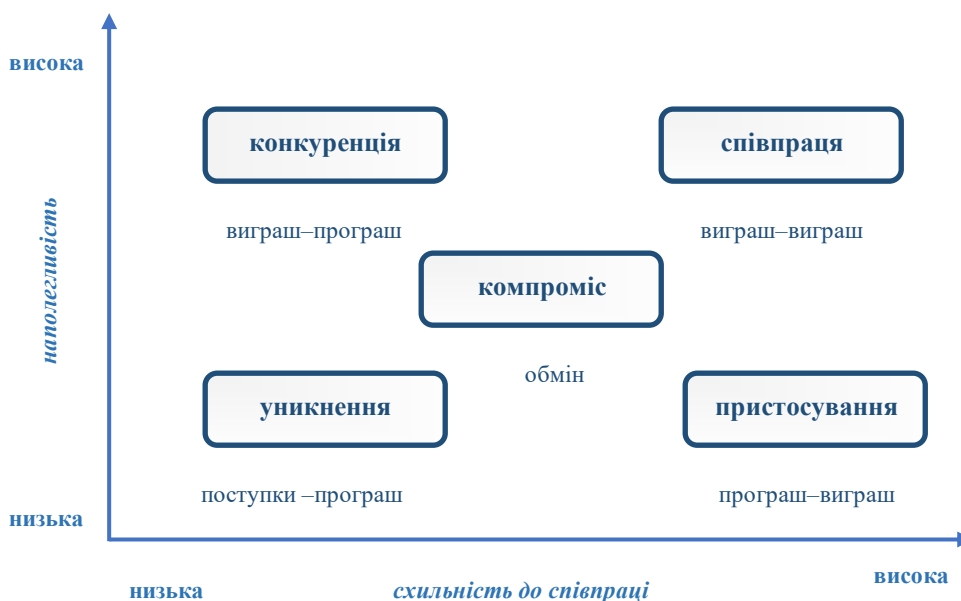 висока
конкуренція
співпраця
виграш–програш
виграш–виграш
наполегливість
компроміс
обмін
уникнення
пристосування
поступки –програш
програш–виграш
низька
низька
схильність до співпраці
висока